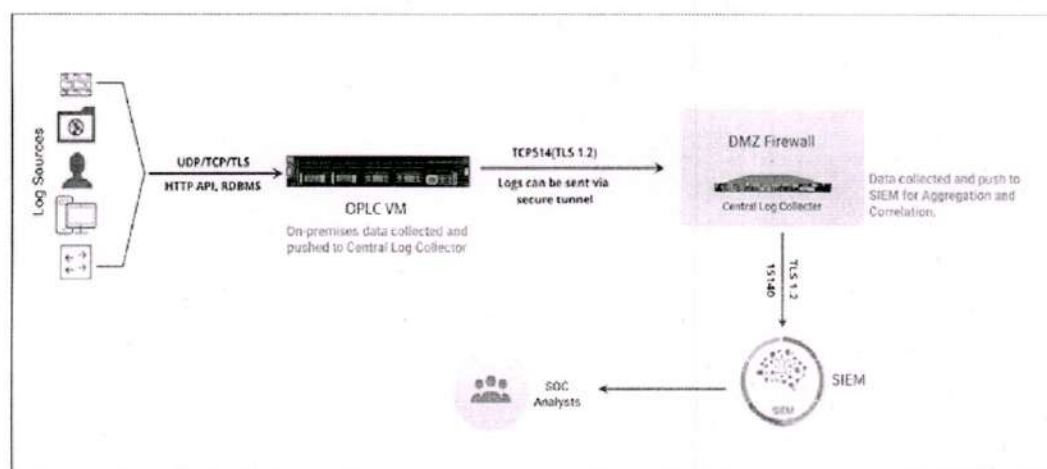 Log Sources
UDP/TCP/TLS
HTTP API, RDBMS
OPLC VM
On-premises data collected and
pushed to Central Log Collector
TCP514(TLS 1.2)
Logs can be sent via
secure tunnel
DMZ Firewall
Central Log Collecter
Data collected and push to
SIEM for Aggregation and
Correlation.
TLS 1.2
15140
SIEM
SIEM
SOC
Analysts